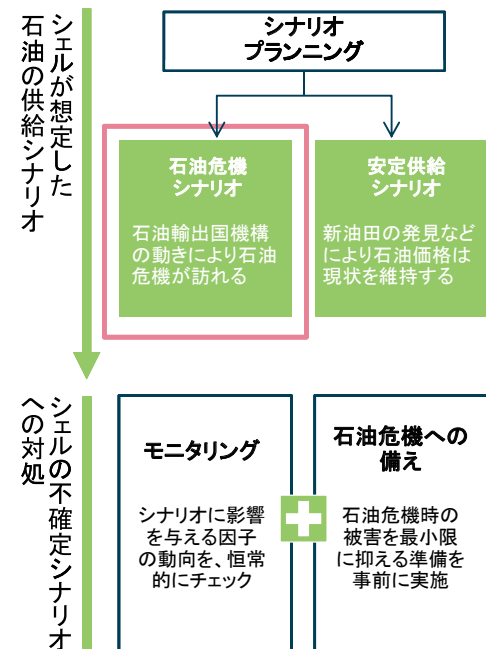 シェルが想定した
石油の供給シナリオ
シナリオ
プランニング
石油危機
シナリオ
石油輸出国機構
の動きにより石油
危機が訪れる
安定供給
シナリオ
新油田の発見など
により石油価格は
現状を維持する
シェルの不確定シナリオ
への対処
モニタリング
シナリオに影響
を与える因子
の動向を、恒常
的にチェック
石油危機への
備え
石油危機時の
被害を最小限
に抑える準備を
事前に実施